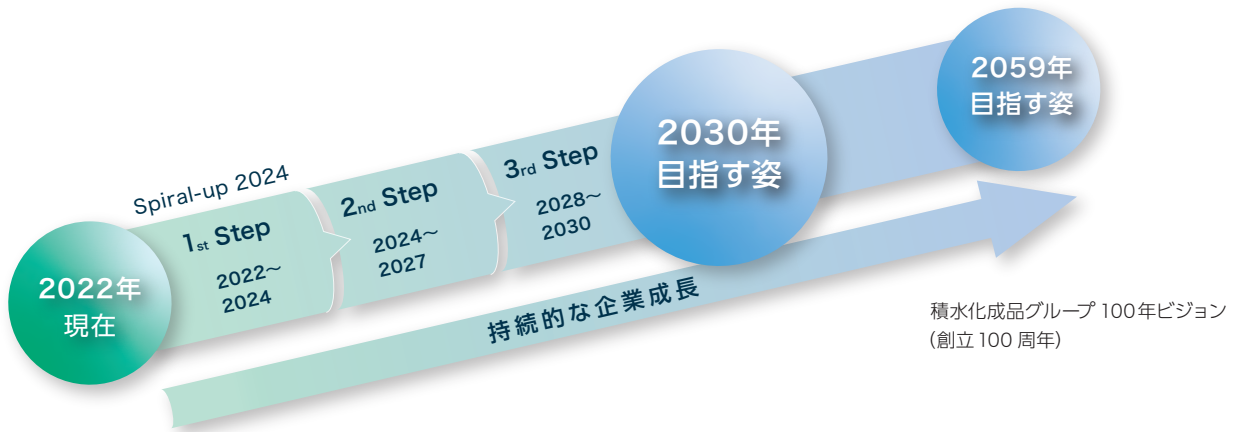 2022年
現在
Spiral-up 2024
1st Step
2022～
2024
2nd Step
2024～
2027
3rd Step
2028～
2030
2030年
目指す姿
2059年
目指す姿
持続的な企業成長
積水化成品グループ 100年ビジョン
(創立100 周年)